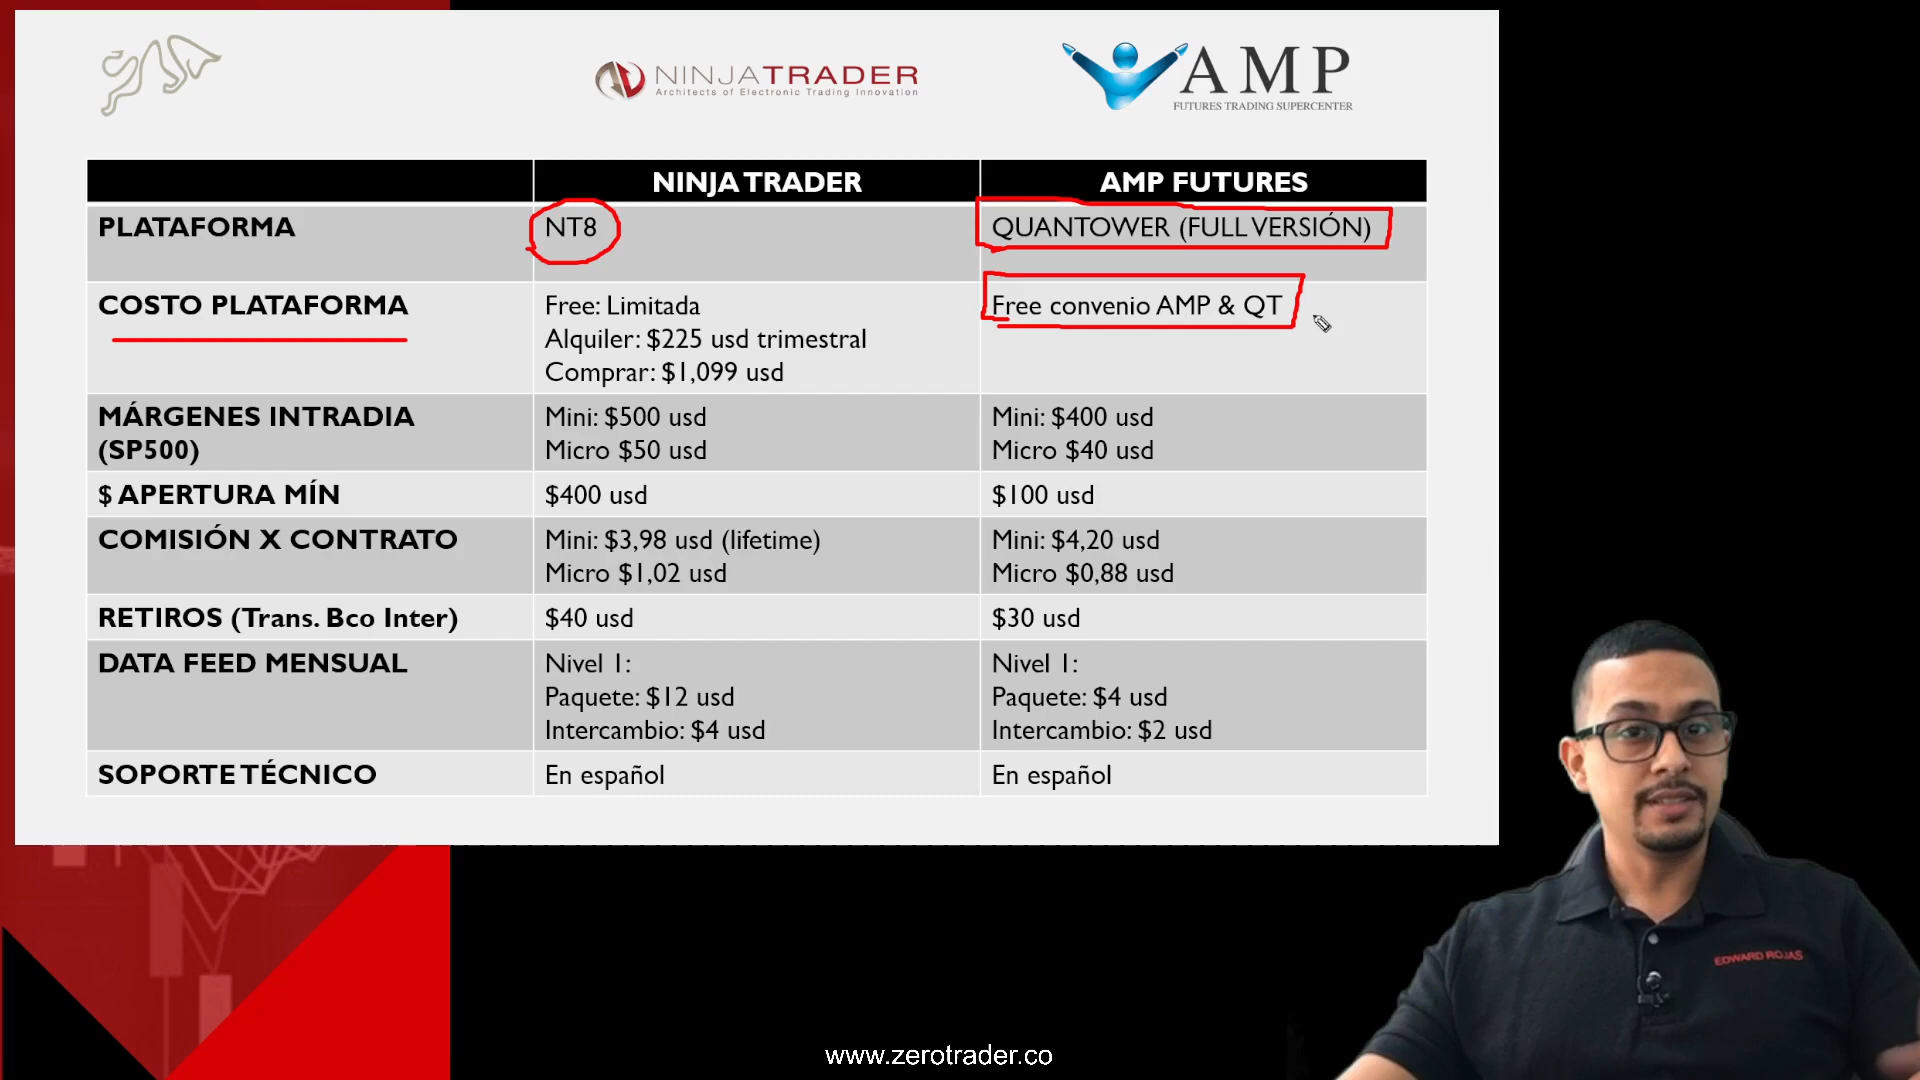 NINJATRADER
Architects of Electronic Trading Innovation
AMP
FUTURES TRADING SUPERCENTER
NINJA TRADER
AMP FUTURES
PLATAFORMA
NT8
QUANTOWER (FULL VERSIÓN)
COSTO PLATAFORMA
Free: Limitada
Alquiler: $225 usd trimestral
Comprar: $1,099 usd
Free convenio AMP & QT
MÁRGENES INTRADIA
(SP500)
Mini: $500 usd
Micro $50 usd
Mini: $400 usd
Micro $40 usd
$ APERTURA MÍN
$400 usd
$100 usd
COMISIÓN X CONTRATO
Mini: $3,98 usd (lifetime)
Micro $1,02 usd
Mini: $4,20 usd
Micro $0,88 usd
RETIROS (Trans. Bco Inter)
$40 usd
$30 usd
DATA FEED MENSUAL
Nivel 1:
Paquete: $12 usd
Intercambio: $4 usd
Nivel 1:
Paquete: $4 usd
Intercambio: $2 usd
SOPORTE TÉCNICO
En español
En español
EDWARD ROJAS
www.zerotrader.co